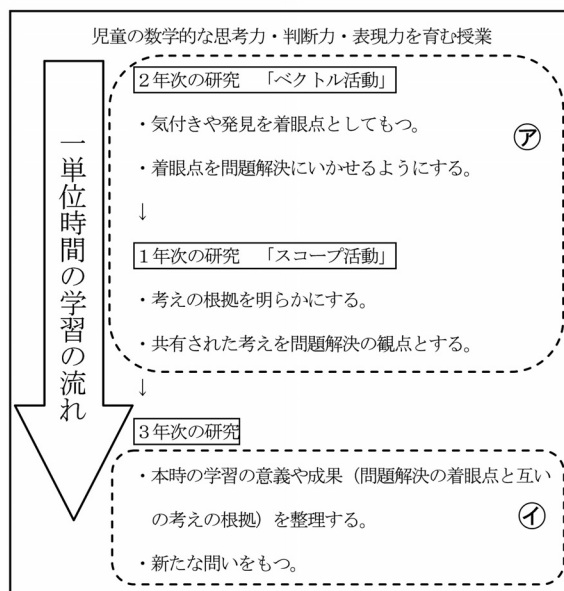 児童の数学的な思考力・判断力・表現力を育む授業
一単位時間の学習の流れ
２年次の研究　「ベクトル活動」
・気付きや発見を着眼点としてもつ。
㋐
・着眼点を問題解決にいかせるようにする。
↓
１年次の研究　「スコープ活動」
・考えの根拠を明らかにする。
・共有された考えを問題解決の観点とする。
↓
３年次の研究
・本時の学習の意義や成果（問題解決の着眼点と互い
の考えの根拠）を整理する。
㋑
・新たな問いをもつ。